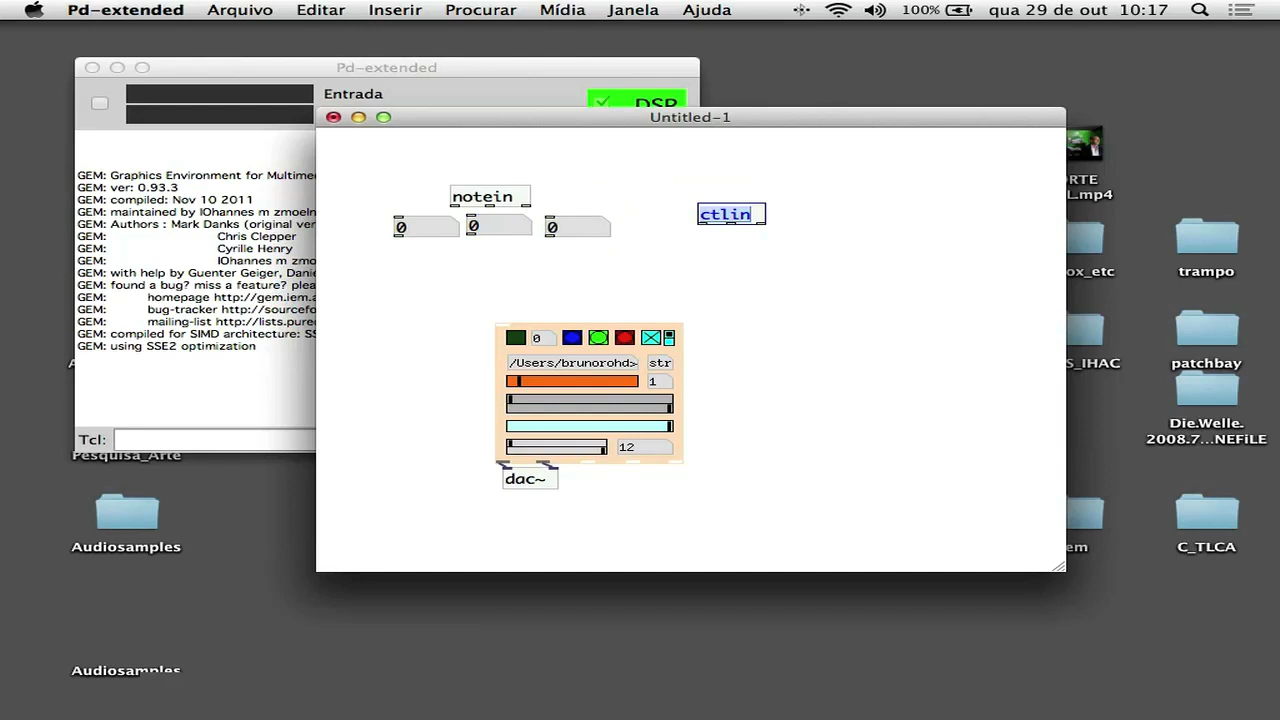 Pd-extended Arquivo Editar Inserir Procurar Mídia Janela Ajuda 100% qua 29 de out 10:17
Pd-extended
Entrada
DSP
Untitled-1
GEM: Graphics Environment for Multime
GEM: ver: 0.93.3
GEM: compiled: Nov 10 2011
GEM: maintained by IOhannes m zmoeln
GEM: Authors : Mark Danks (original ver
GEM: Chris Clepper
GEM: Cyrille Henry
GEM: IOhannes m zmo
GEM: with help by Guenter Geiger, Danie
GEM: found a bug? miss a feature? plea
GEM: homepage http://gem.iem.a
GEM: bug-tracker http://sourcefo
GEM: mailing-list http://lists.pured
GEM: compiled for SIMD architecture: SS
GEM: using SSE2 optimization
Tcl:
notein
0 0 0
ctlin
0
/Users/brunorohd> str
1
12
dac~
ORTE
L.mp4
ox_etc
trampo
S_IHAC
patchbay
Die.Welle.
2008.7...NEFiLE
Pesquisa_Arte
Audiosamples
em
C_TLCA
Audiosamples